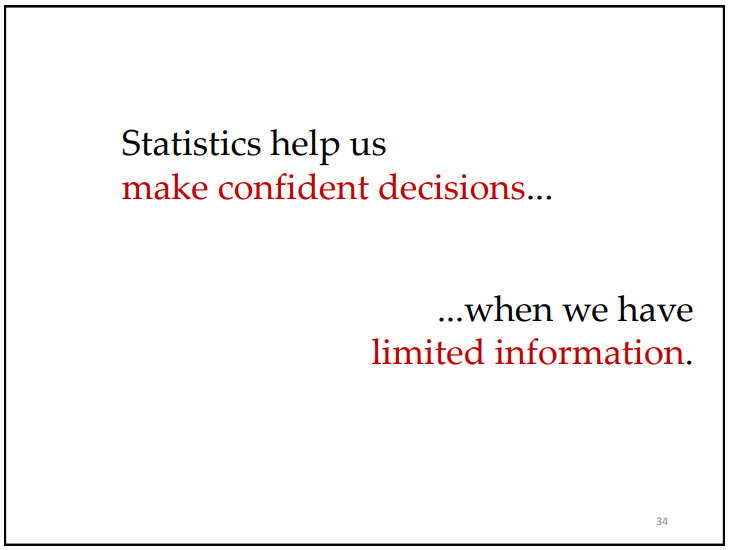 Statistics help us
make confident decisions...
...when we have
limited information.
34